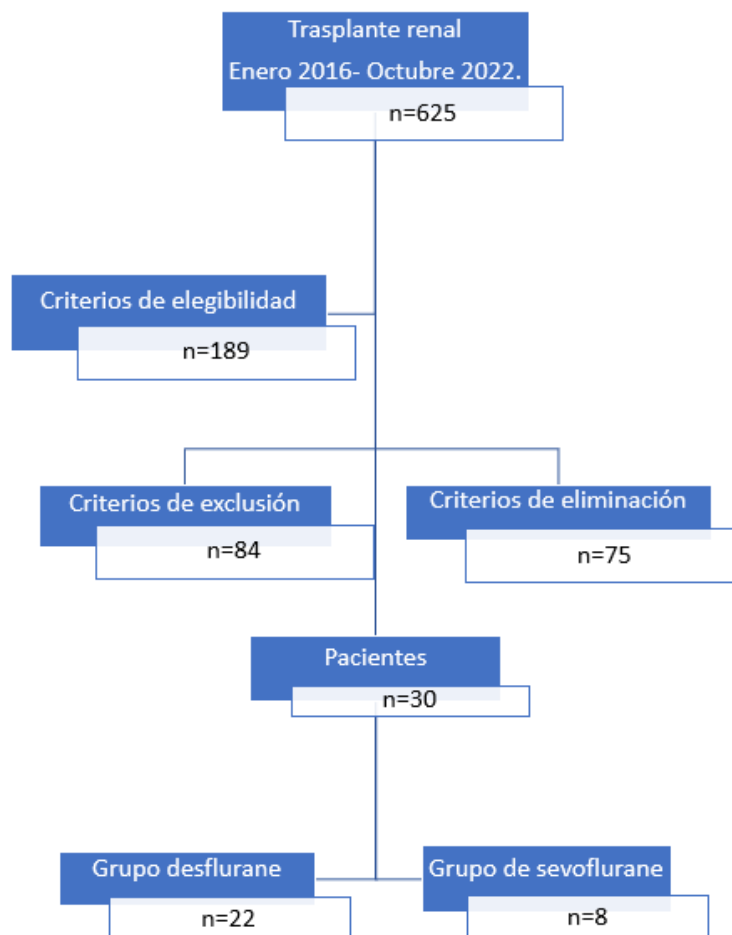 Trasplante renal
Enero 2016- Octubre 2022.
n=625
Criterios de elegibilidad
n=189
Criterios de exclusión
n=84
Criterios de eliminación
n=75
Pacientes
n=30
Grupo desflurane
n=22
Grupo de sevoflurane
n=8